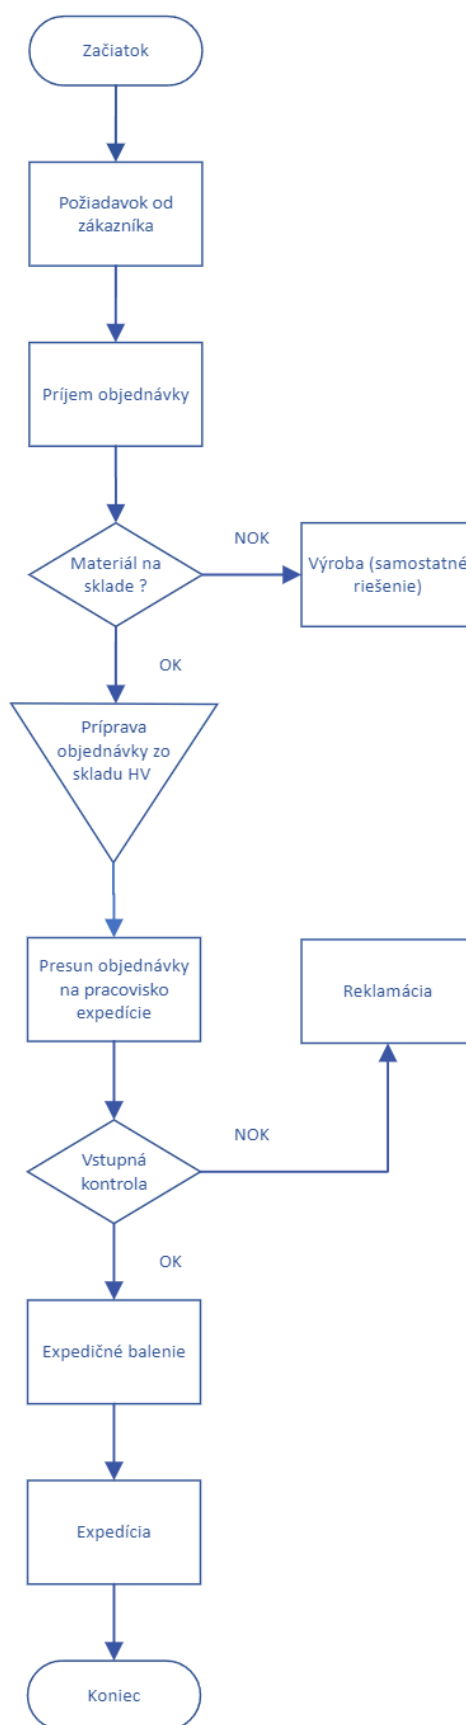 Začiatok
Požiadavok od
zákazníka
Príjem objednávky
Materiál na
sklade ?
NOK
Výroba (samostatné
riešenie)
OK
Príprava
objednávky zo
skladu HV
Presun objednávky
na pracovisko
expedície
Reklamácia
Vstupná
kontrola
NOK
OK
Expedičné balenie
Expedícia
Koniec